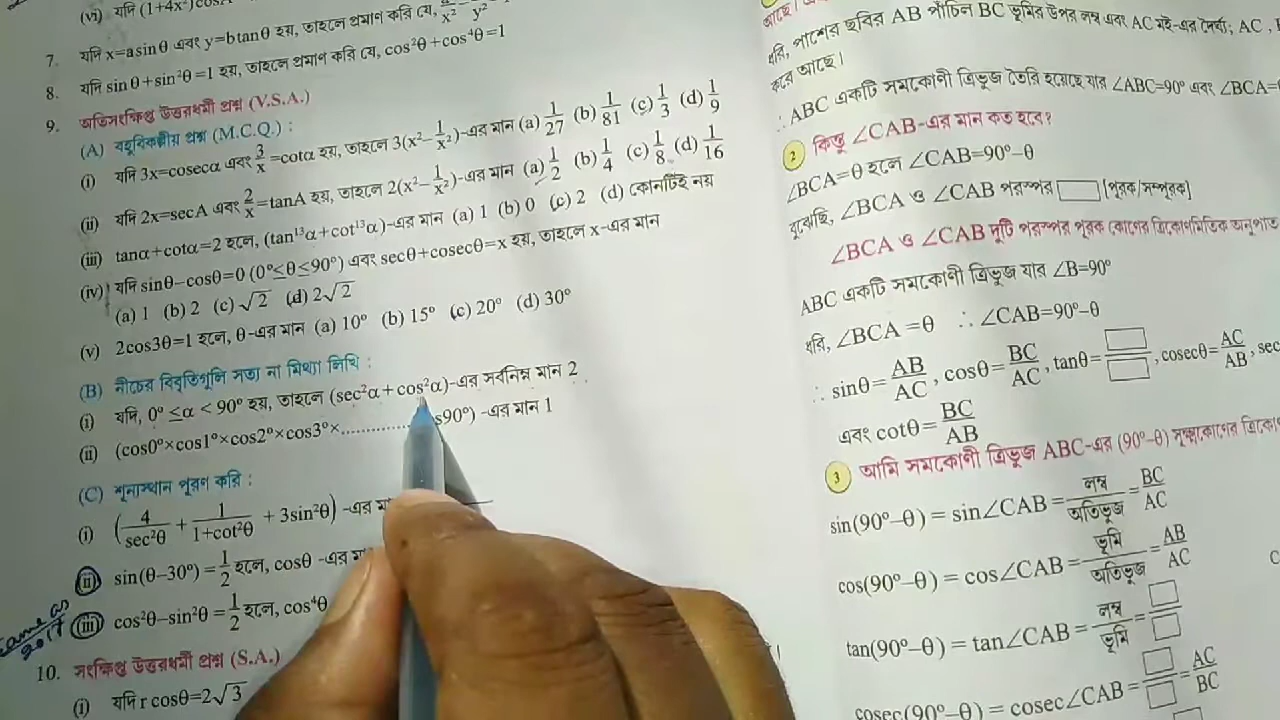 (vi) যদি (1+4x²)cos
7. যদি x=asinθ এবং y=btanθ হয়, তাহলে প্রমাণ করি যে, x² y²
8. যদি sinθ+sin²θ=1 হয়, তাহলে প্রমাণ করি যে, cos²θ+cos⁴θ=1
9. অতিসংক্ষিপ্ত উত্তরধর্মী প্রশ্ন (V.S.A.)
(A) বহুবিকল্পীয় প্রশ্ন (M.C.Q.) :
(i) যদি 3x=cosecα এবং 3/x=cotα হয়, তাহলে 3(x²−1/x²)-এর মান (a) 1/27 (b) 1/81 (c) 1/3 (d) 1/9
(ii) যদি 2x=secA এবং 2/x=tanA হয়, তাহলে 2(x²−1/x²)-এর মান (a) 1/2 (b) 1/4 (c) 1/8 (d) 1/16
(iii) tanα+cotα=2 হলে, (tan¹³α+cot¹³α)-এর মান (a) 1 (b) 0 (c) 2 (d) কোনটিই নয়
(iv) যদি sinθ−cosθ=0 (0°≤θ≤90°) এবং secθ+cosecθ=x হয়, তাহলে x-এর মান
(a) 1 (b) 2 (c) √2 (d) 2√2
(v) 2cos3θ=1 হলে, θ-এর মান (a) 10° (b) 15° (c) 20° (d) 30°
(B) নীচের বিবৃতিগুলি সত্য না মিথ্যা লিখি :
(i) যদি, 0° ≤α < 90° হয়, তাহলে (sec²α+cos²α)-এর সর্বনিম্ন মান 2
(ii) (cos0°×cos1°×cos2°×cos3°×..............s90°) -এর মান 1
(C) শূন্যস্থান পূরণ করি :
(i) (4/sec²θ + 1/1+cot²θ + 3sin²θ) -এর
(ii) sin(θ−30°)=1/2 হলে, cosθ -এর
(iii) cos²θ−sin²θ=1/2 হলে, cos⁴θ
same as
2017
10. সংক্ষিপ্ত উত্তরধর্মী প্রশ্ন (S.A.)
(i) যদি r cosθ=2√3
আছে।
ধরি, পাশের ছবির AB পাঁচিল BC ভূমির উপর লম্ব এবং AC মই-এর দৈর্ঘ্য; AC ,
করে আছে।
∴ ABC একটি সমকোণী ত্রিভুজ তৈরি হয়েছে যার ∠ABC=90° এবং ∠BCA=
2 কিন্তু ∠CAB-এর মান কত হবে?
∠BCA=θ হলে ∠CAB=90°−θ
বুঝেছি, ∠BCA ও ∠CAB পরস্পর □ [পূরক/সম্পূরক]
∠BCA ও ∠CAB দুটি পরস্পর পূরক কোণের ত্রিকোণমিতিক অনুপাত
ABC একটি সমকোণী ত্রিভুজ যার ∠B=90°
ধরি, ∠BCA =θ ∴ ∠CAB=90°−θ
∴ sinθ= AB/AC , cosθ= BC/AC , tanθ= □/□ , cosecθ= AC/AB , sec
এবং cotθ= BC/AB
3 আমি সমকোণী ত্রিভুজ ABC-এর (90°−θ) সূক্ষ্মকোণের
sin(90°−θ) = sin∠CAB = লম্ব/অতিভুজ = BC/AC
cos(90°−θ) = cos∠CAB = ভূমি/অতিভুজ = AB/AC
tan(90°−θ) = tan∠CAB = লম্ব/ভূমি = □/□
cosec(90°−θ) = cosec∠CAB = □/□ = AC/BC